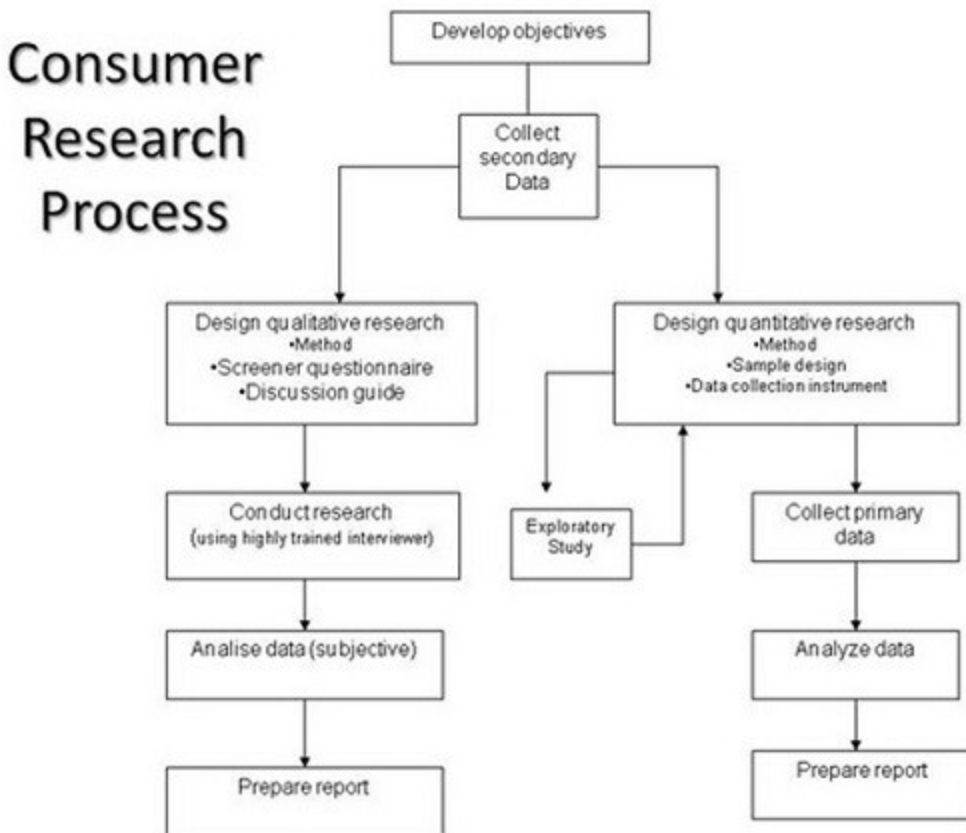 Consumer
Research
Process
Develop objectives
Collect
secondary
Data
Design qualitative research
•Method
•Screener questionnaire
•Discussion guide
Design quantitative research
•Method
•Sample design
•Data collection instrument
Conduct research
(using highly trained interviewer)
Exploratory
Study
Collect primary
data
Analise data (subjective)
Analyze data
Prepare report
Prepare report